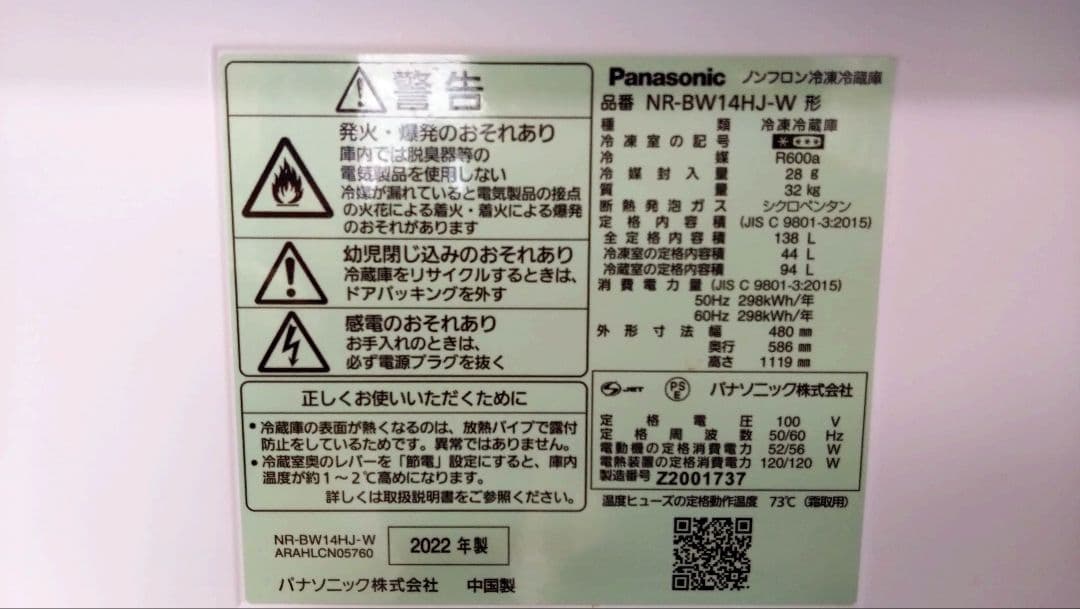 警告
発火・爆発のおそれあり
庫内では脱臭器等の
電気製品を使用しない
冷媒が漏れていると電気製品の接点
の火花による着火・着火による爆発
のおそれがあります
幼児閉じ込みのおそれあり
冷蔵庫をリサイクルするときは、
ドアパッキングを外す
感電のおそれあり
お手入れのときは、
必ず電源プラグを抜く
正しくお使いいただくために
•冷蔵庫の表面が熱くなるのは、放熱パイプで露付
防止をしているためです。異常ではありません。
•冷蔵室奥のレバーを「節電」設定にすると、庫内
温度が約1~2℃高めになります。
詳しくは取扱説明書をご参照ください。
NR-BW14HJ-W
ARAHLCN05760
2022 年製
パナソニック株式会社 中国製
Panasonic ノンフロン冷凍冷蔵庫
品番 NR-BW14HJ-W 形
種類 冷凍冷蔵庫
冷凍室の記号
冷媒 R600a
冷媒封入量 28 g
質量 32 kg
断熱発泡ガス シクロペンタン
定格内容積 (JIS C 9801-3:2015)
全定格内容積 138 L
冷凍室の定格内容積 44 L
冷蔵室の定格内容積 94 L
消費電力量 (JIS C 9801-3:2015)
50Hz 298kWh/年
60Hz 298kWh/年
外形寸法 幅 480 mm
奥行 586 mm
高さ 1119 mm
JET PSE パナソニック株式会社
定格電圧 100 V
定格周波数 50/60 Hz
電動機の定格消費電力 52/56 W
電熱装置の定格消費電力 120/120 W
製造番号 Z2001737
温度ヒューズの定格動作温度 73℃ (霜取用)